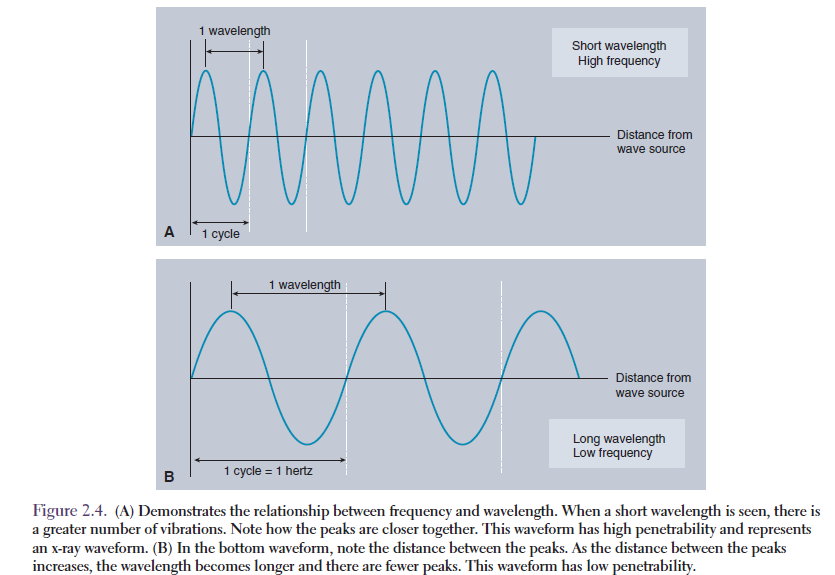 1 wavelength
Short wavelength
High frequency
Distance from
wave source
A
1 cycle
1 wavelength
Distance from
wave source
Long wavelength
Low frequency
B
1 cycle = 1 hertz
Figure 2.4. (A) Demonstrates the relationship between frequency and wavelength. When a short wavelength is seen, there is
a greater number of vibrations. Note how the peaks are closer together. This waveform has high penetrability and represents
an x-ray waveform. (B) In the bottom waveform, note the distance between the peaks. As the distance between the peaks
increases, the wavelength becomes longer and there are fewer peaks. This waveform has low penetrability.